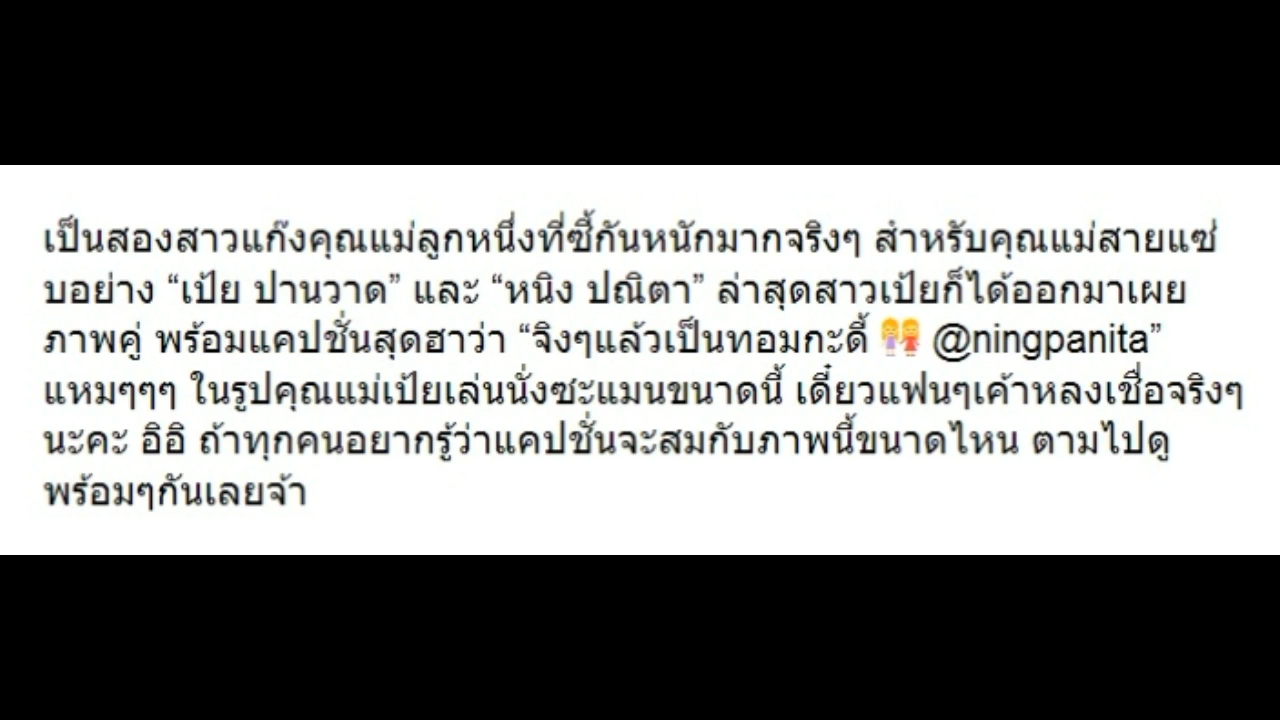 เป็นสองสาวแก๊งคุณแม่ลูกหนึ่งที่ซี้กันหนักมากจริงๆ สำหรับคุณแม่สายแซ่
บอย่าง “เป้ย ปานวาด” และ “หนิง ปณิตา” ล่าสุดสาวเป้ยก็ได้ออกมาเผย
ภาพคู่ พร้อมแคปชั่นสุดฮาว่า “จิงๆแล้วเป็นทอมกะดี้ 👭 @ningpanita”
แหมๆๆๆ ในรูปคุณแม่เป้ยเล่นนั่งซะแมนขนาดนี้ เดี๋ยวแฟนๆเค้าหลงเชื่อจริงๆ
นะคะ อิอิ ถ้าทุกคนอยากรู้ว่าแคปชั่นจะสมกับภาพนี้ขนาดไหน ตามไปดู
พร้อมๆกันเลยจ้า